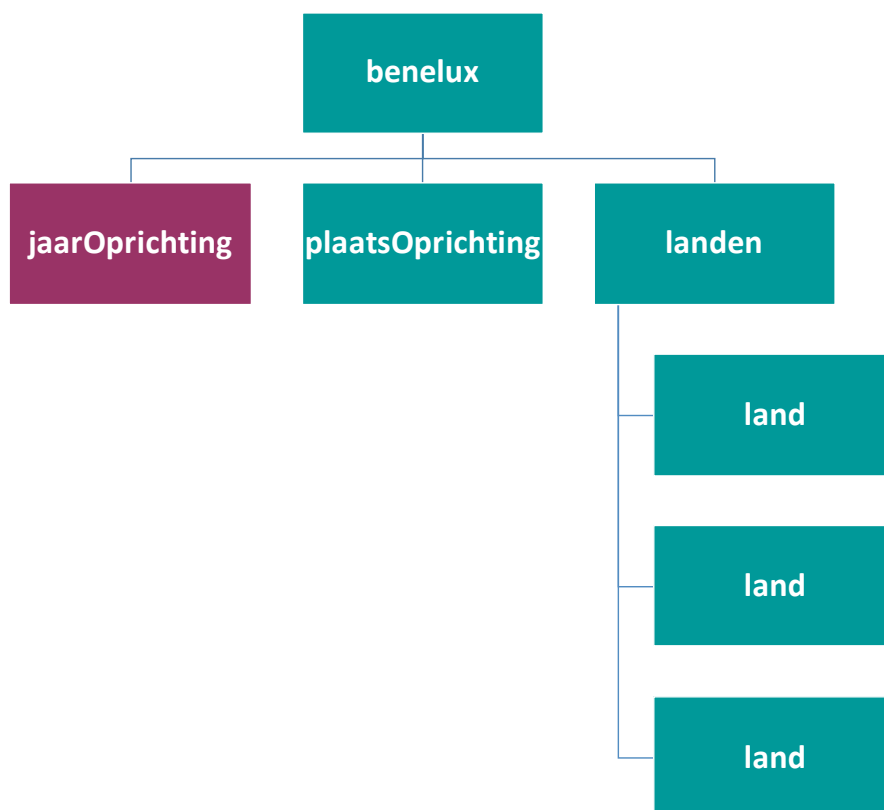 benelux
jaarOprichting
plaatsOprichting
landen
land
land
land